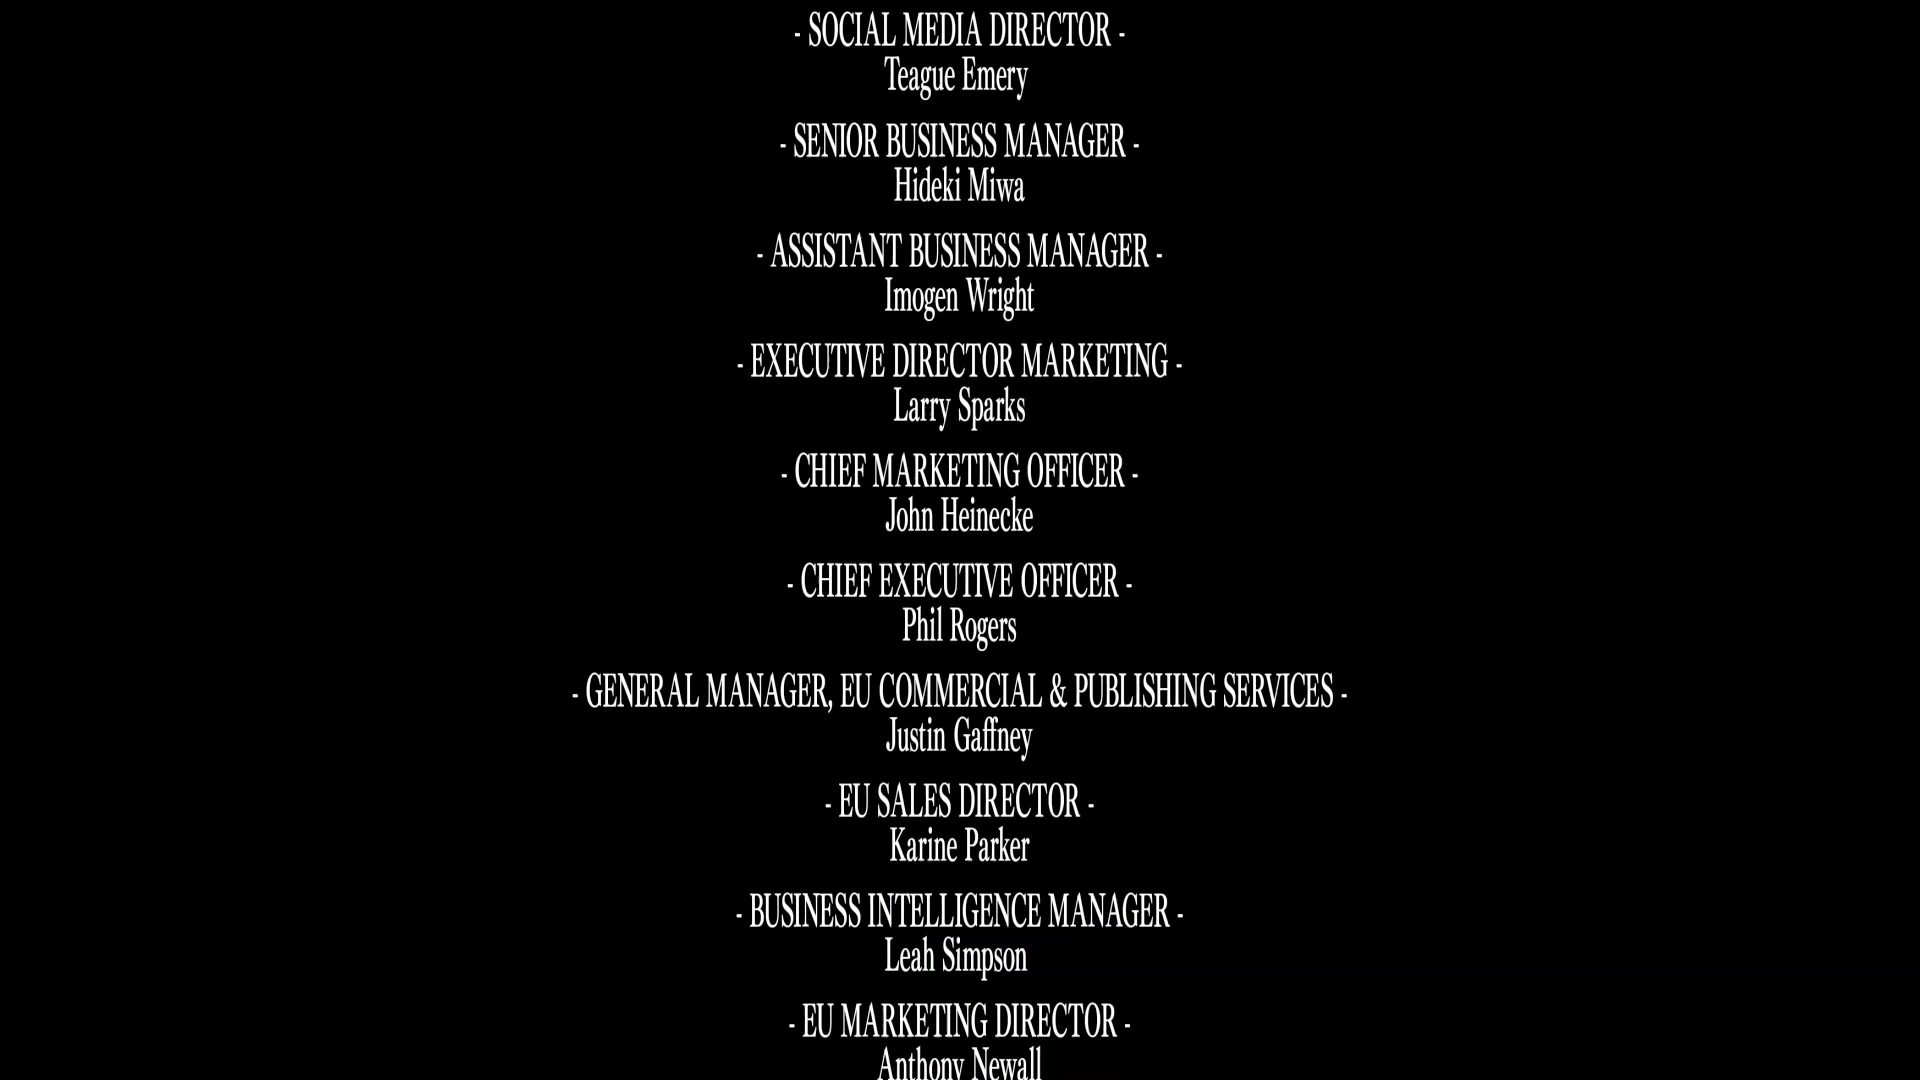 - SOCIAL MEDIA DIRECTOR -
Teague Emery
- SENIOR BUSINESS MANAGER -
Hideki Miwa
- ASSISTANT BUSINESS MANAGER -
Imogen Wright
- EXECUTIVE DIRECTOR MARKETING -
Larry Sparks
- CHIEF MARKETING OFFICER -
John Heinecke
- CHIEF EXECUTIVE OFFICER -
Phil Rogers
- GENERAL MANAGER, EU COMMERCIAL & PUBLISHING SERVICES -
Justin Gaffney
- EU SALES DIRECTOR -
Karine Parker
- BUSINESS INTELLIGENCE MANAGER -
Leah Simpson
- EU MARKETING DIRECTOR -
Anthony Newall